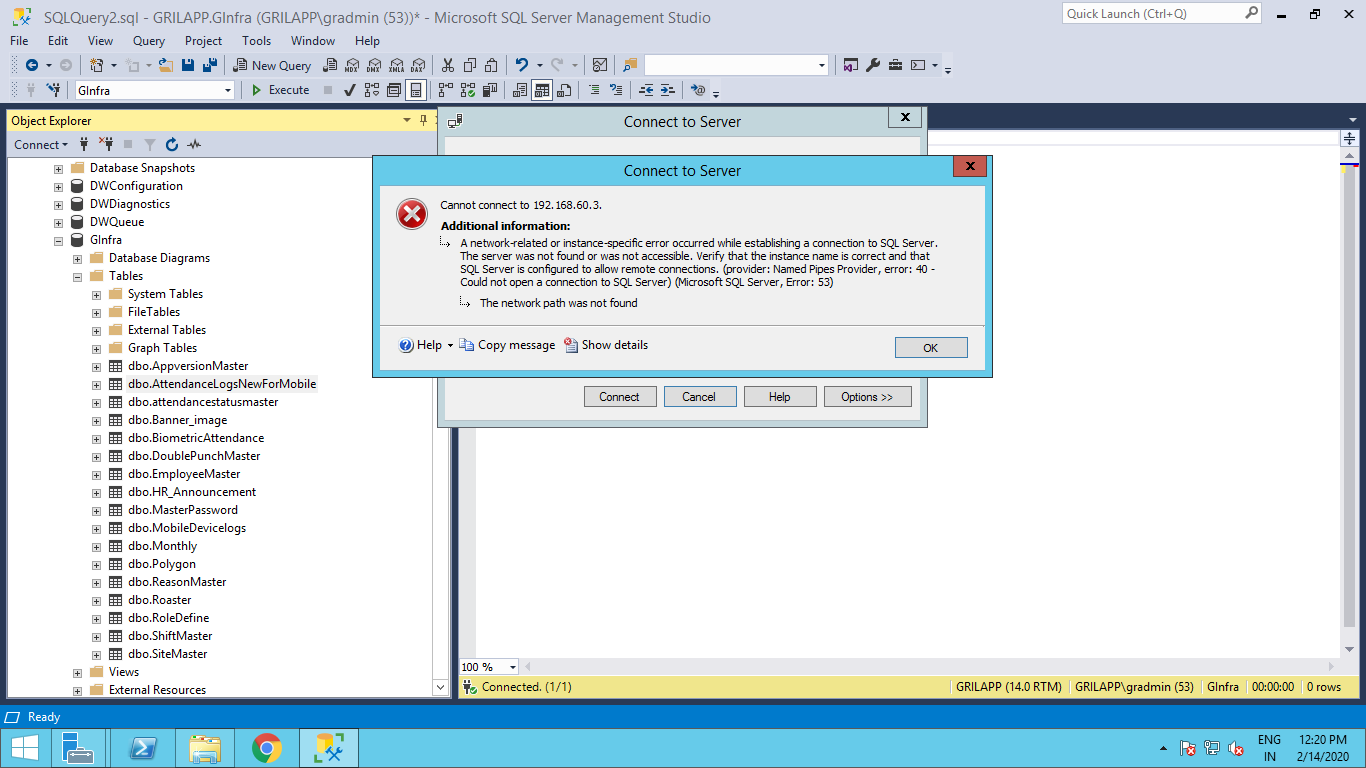 SQLQuery2.sql - GRILAPP.GInfra (GRILAPP\gradmin (53))* - Microsoft SQL Server Management Studio
Quick Launch (Ctrl+Q)
File Edit View Query Project Tools Window Help
New Query
MDX DMX XMLA DAX
GInfra
Execute
Object Explorer
Connect
Database Snapshots
DWConfiguration
DWDiagnostics
DWQueue
GInfra
Database Diagrams
Tables
System Tables
FileTables
External Tables
Graph Tables
dbo.AppversionMaster
dbo.AttendanceLogsNewForMobile
dbo.attendancestatusmaster
dbo.Banner_image
dbo.BiometricAttendance
dbo.DoublePunchMaster
dbo.EmployeeMaster
dbo.HR_Announcement
dbo.MasterPassword
dbo.MobileDevicelogs
dbo.Monthly
dbo.Polygon
dbo.ReasonMaster
dbo.Roaster
dbo.RoleDefine
dbo.ShiftMaster
dbo.SiteMaster
Views
External Resources
Connect to Server
Connect to Server
Cannot connect to 192.168.60.3.
Additional information:
A network-related or instance-specific error occurred while establishing a connection to SQL Server.
The server was not found or was not accessible. Verify that the instance name is correct and that
SQL Server is configured to allow remote connections. (provider: Named Pipes Provider, error: 40 -
Could not open a connection to SQL Server) (Microsoft SQL Server, Error: 53)
The network path was not found
Help Copy message Show details OK
Connect Cancel Help Options >>
100 %
Connected. (1/1) GRILAPP (14.0 RTM) GRILAPP\gradmin (53) GInfra 00:00:00 0 rows
Ready
ENG
IN
12:20 PM
2/14/2020